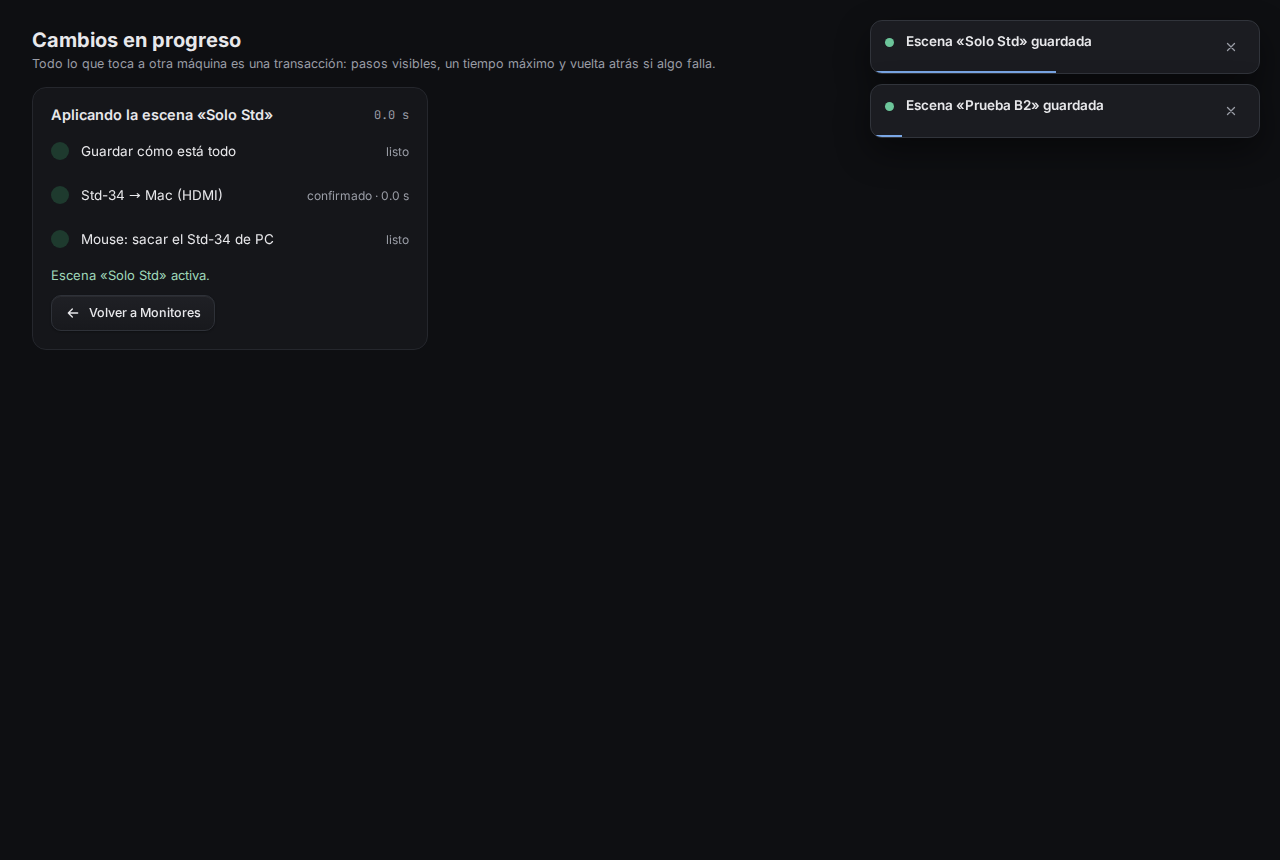 Cambios en progreso
Todo lo que toca a otra máquina es una transacción: pasos visibles, un tiempo máximo y vuelta atrás si algo falla.
Aplicando la escena «Solo Std» 0.0 s
Guardar cómo está todo listo
Std-34 → Mac (HDMI) confirmado · 0.0 s
Mouse: sacar el Std-34 de PC listo
Escena «Solo Std» activa.
← Volver a Monitores
Escena «Solo Std» guardada
Escena «Prueba B2» guardada